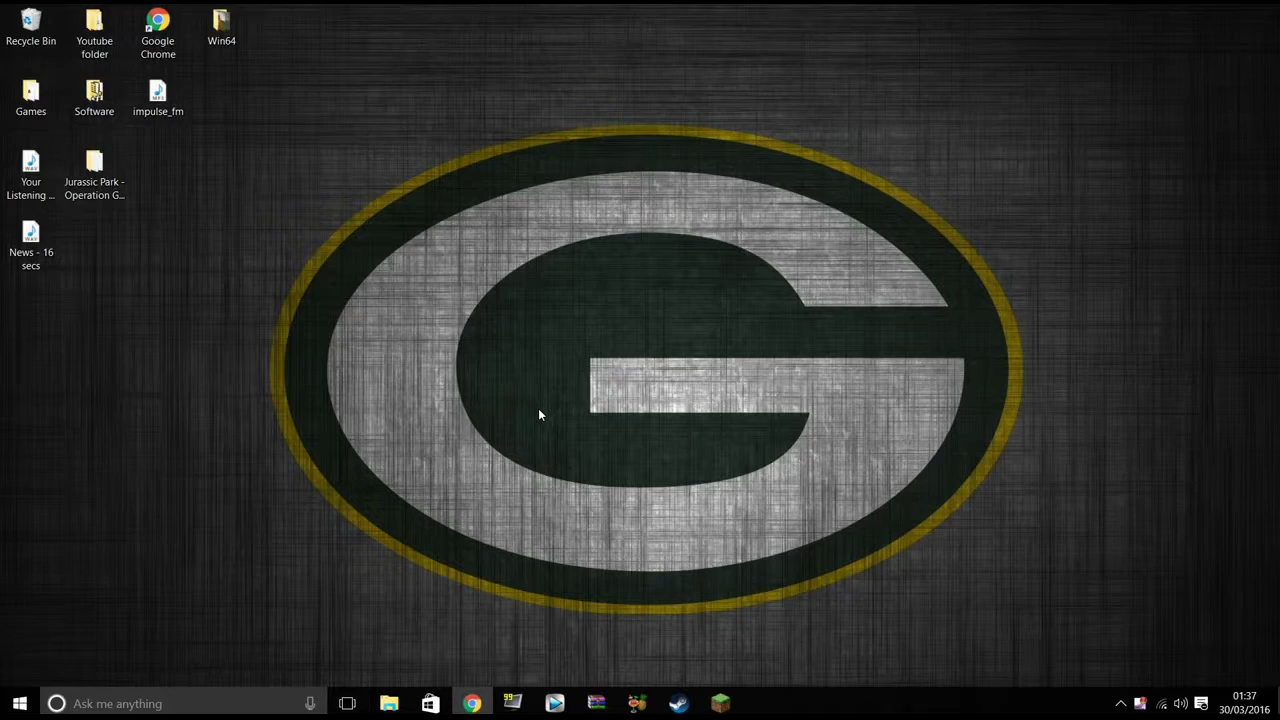 Recycle Bin
Youtube
folder
Google
Chrome
Win64
Games
Software
impulse_fm
Your
Listening ...
Jurassic Park -
Operation G...
News - 16
secs
G
Ask me anything
99
01:37
30/03/2016